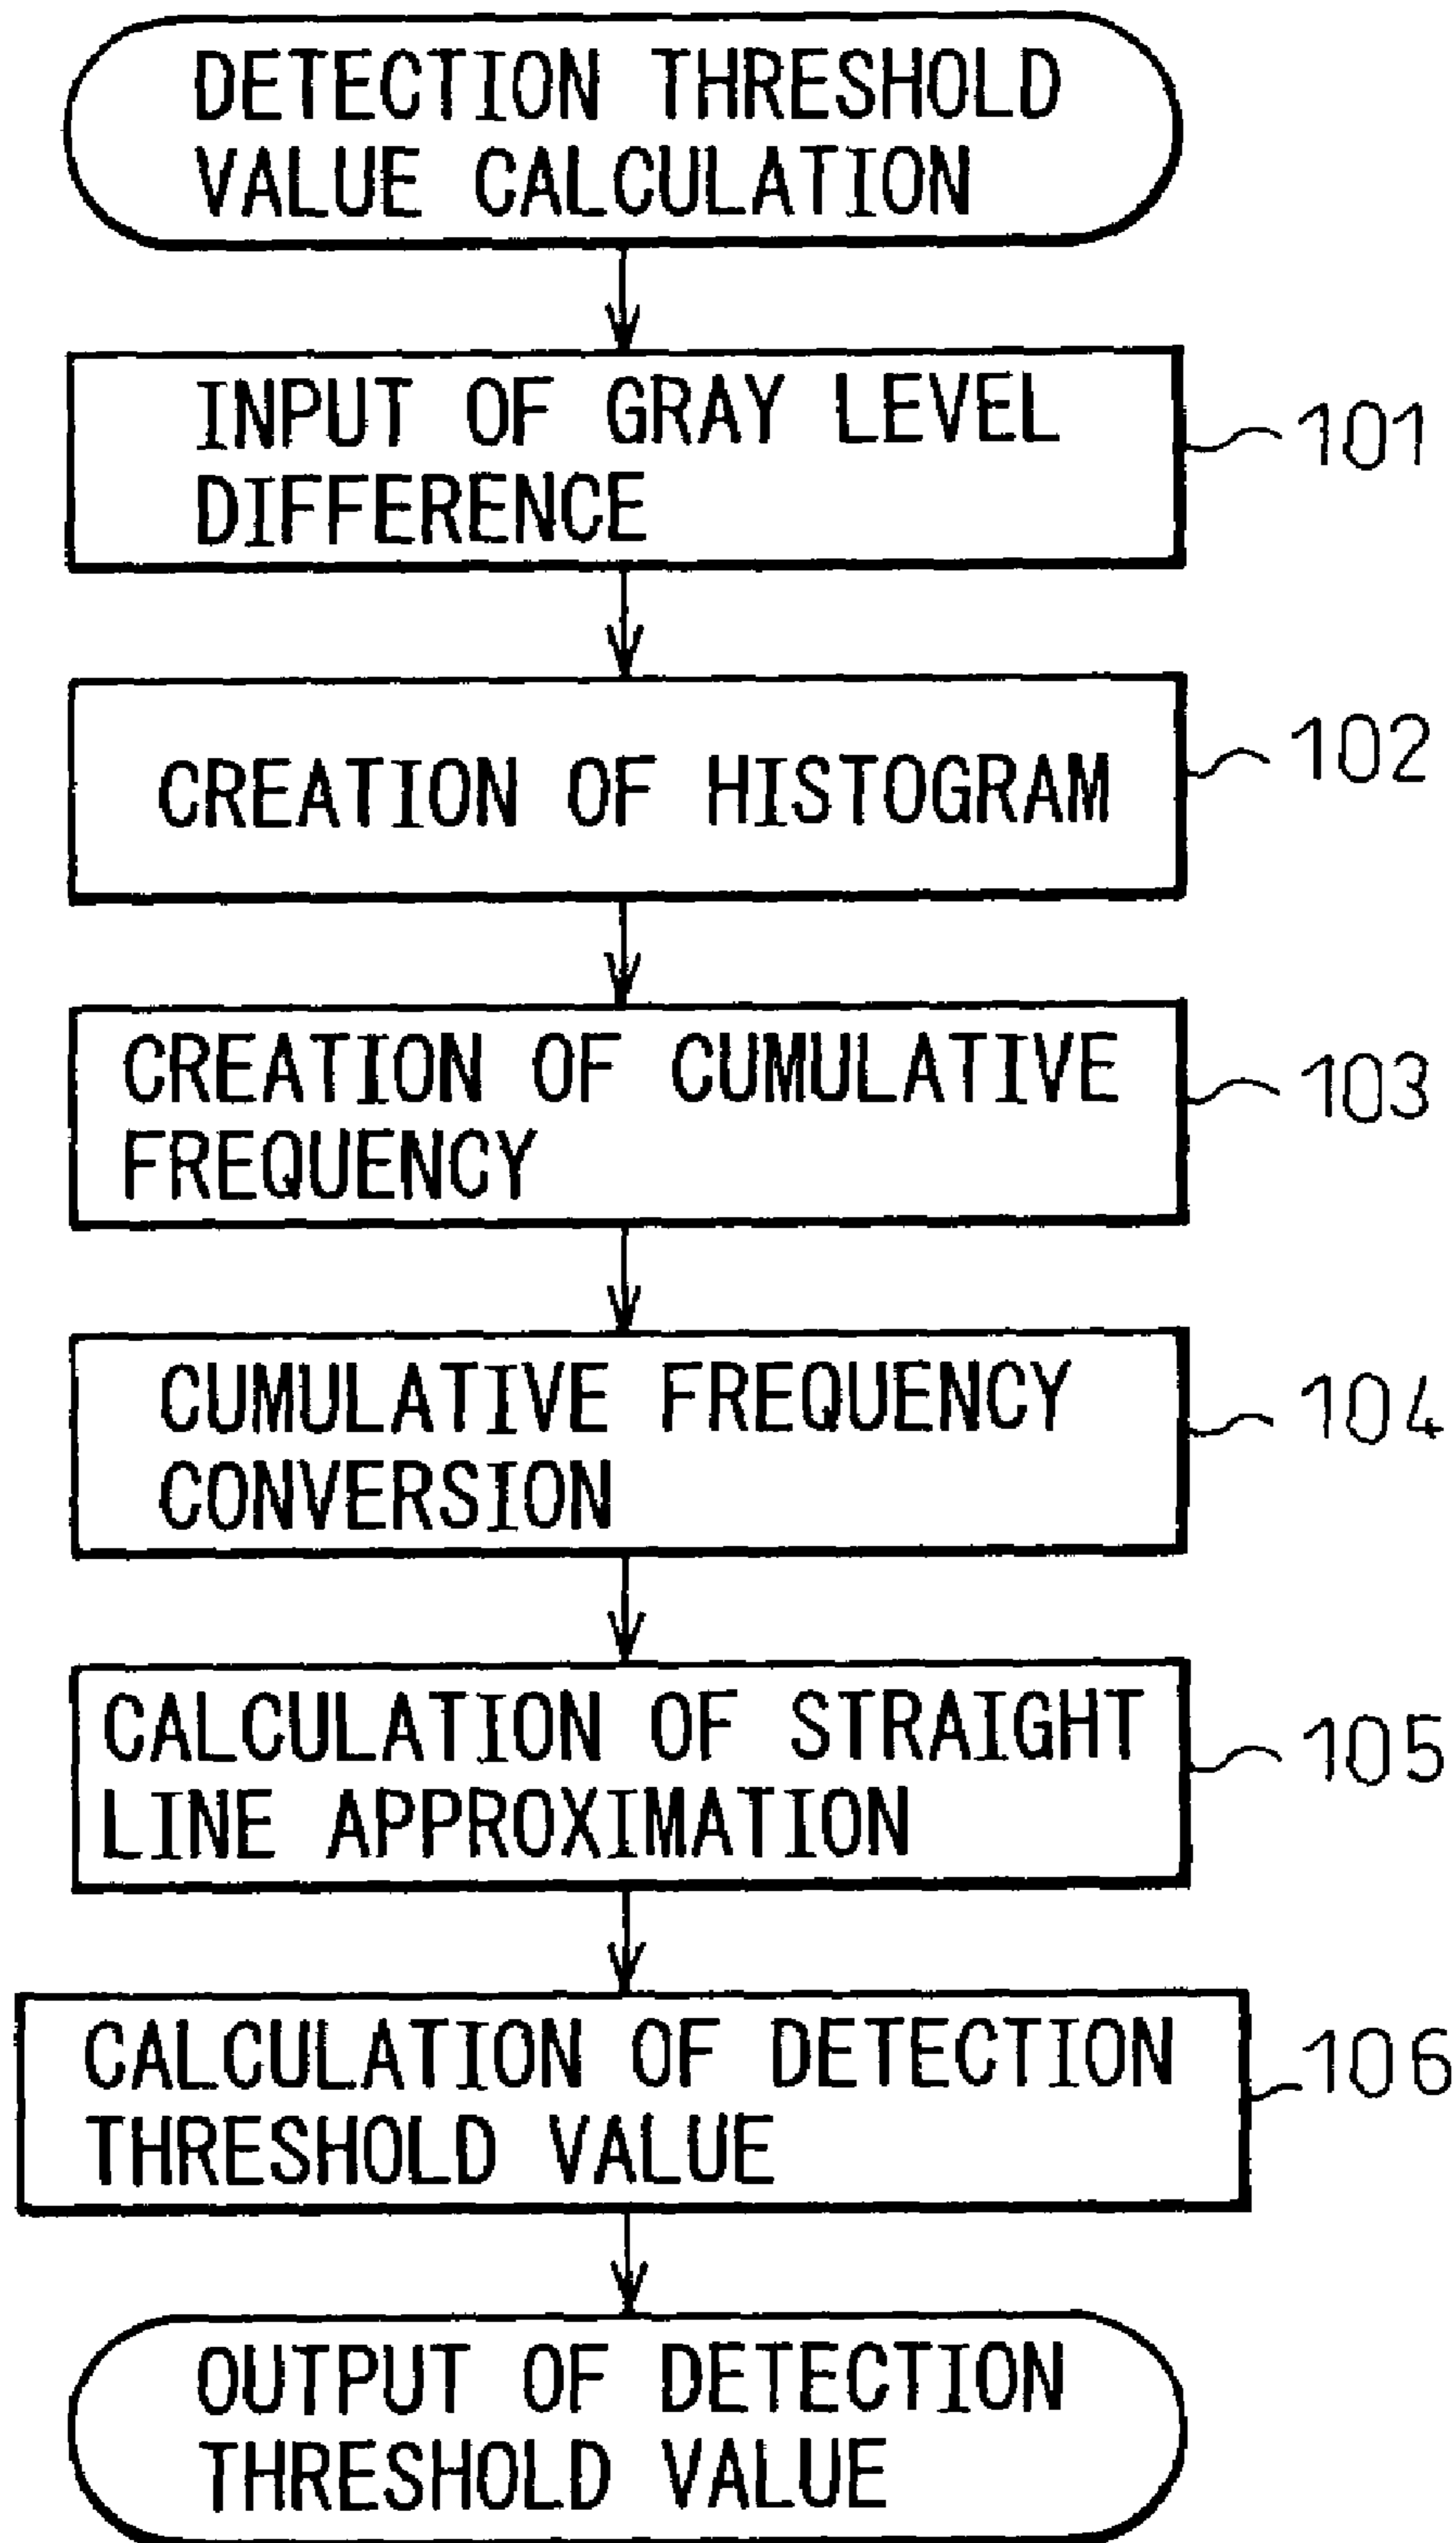 DETECTION THRESHOLD
VALUE CALCULATION
INPUT OF GRAY LEVEL
DIFFERENCE
101
CREATION OF HISTOGRAM
102
CREATION OF CUMULATIVE
FREQUENCY
103
CUMULATIVE FREQUENCY
CONVERSION
104
CALCULATION OF STRAIGHT
LINE APPROXIMATION
105
CALCULATION OF DETECTION
THRESHOLD VALUE
106
OUTPUT OF DETECTION
THRESHOLD VALUE